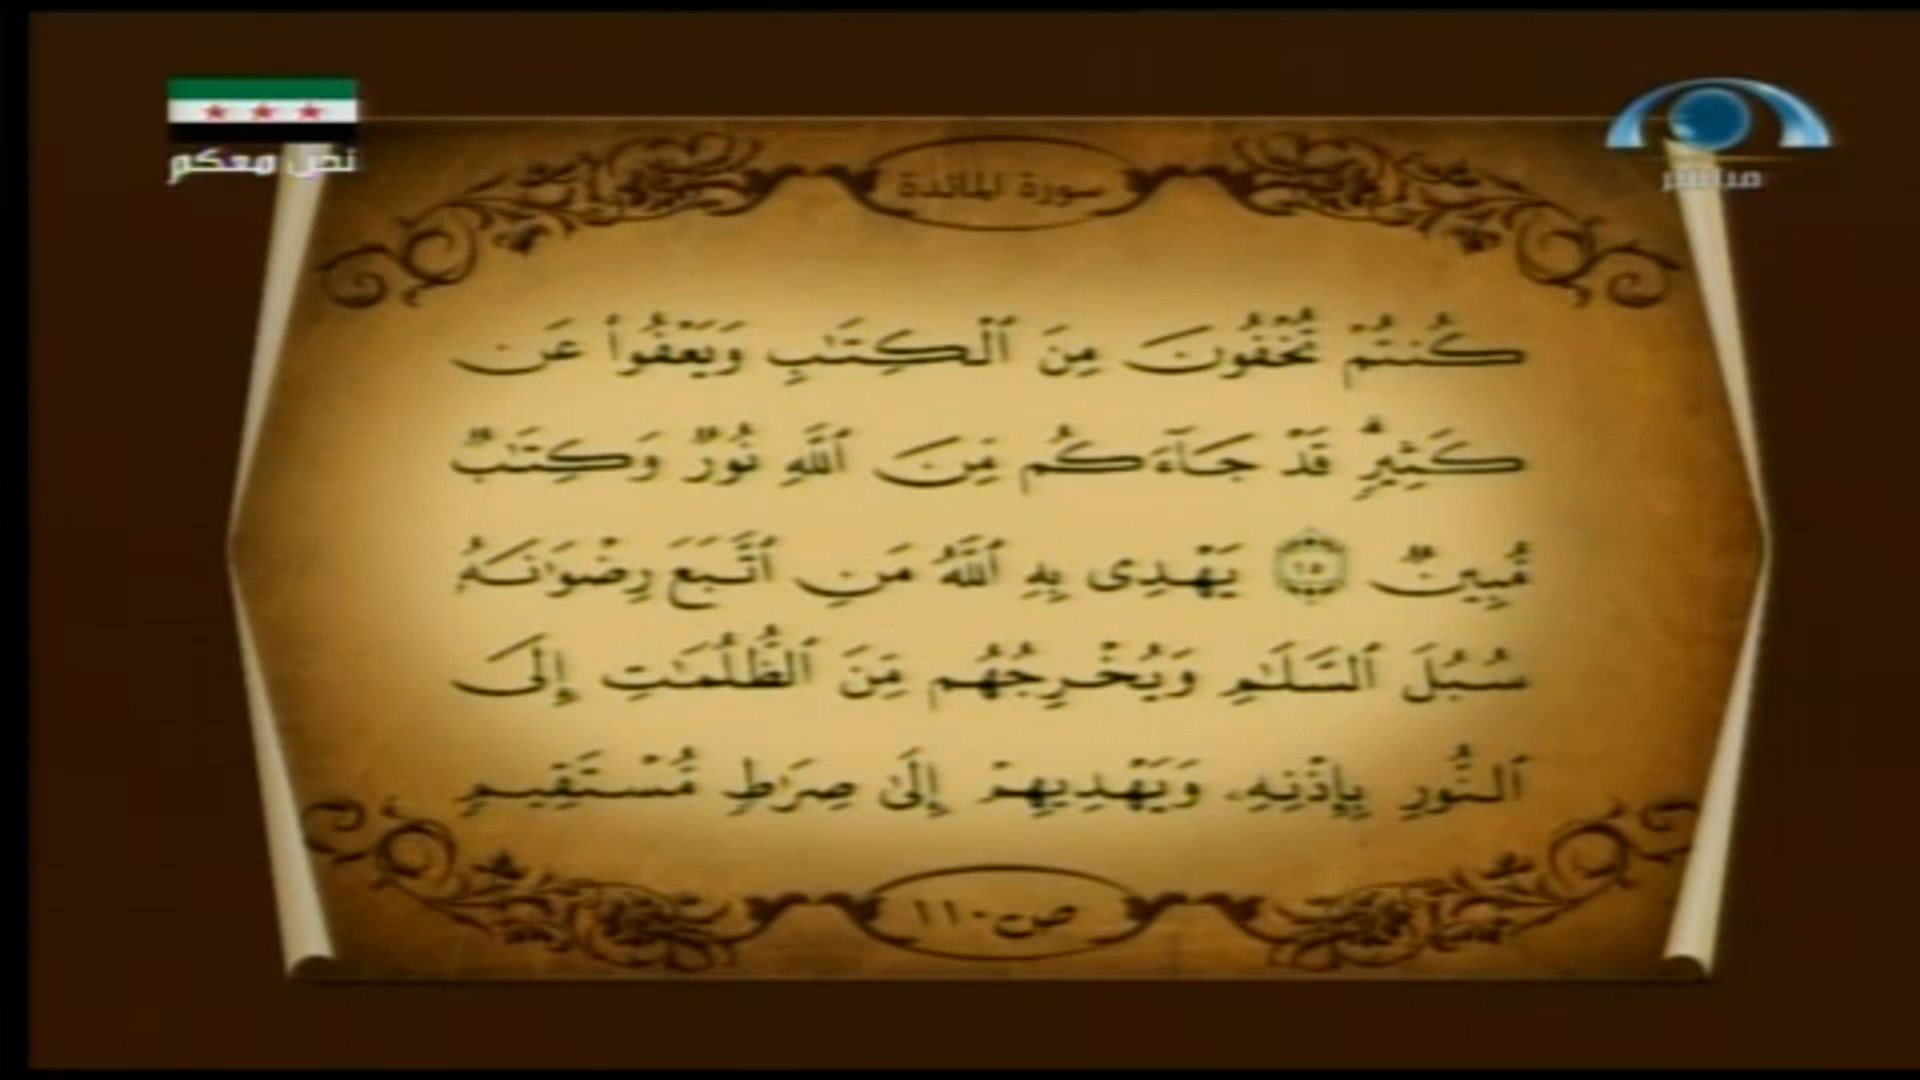 نحن معكم
مباشر
سورة المائدة
كُنتُمْ تُخْفُونَ مِنَ ٱلْكِتَٰبِ وَيَعْفُوا۟ عَن
كَثِيرٍۢ ۚ قَدْ جَآءَكُم مِّنَ ٱللَّهِ نُورٌۭ وَكِتَٰبٌۭ
مُّبِينٌۭ ١٥ يَهْدِى بِهِ ٱللَّهُ مَنِ ٱتَّبَعَ رِضْوَٰنَهُۥ
سُبُلَ ٱلسَّلَٰمِ وَيُخْرِجُهُم مِّنَ ٱلظُّلُمَٰتِ إِلَى
ٱلنُّورِ بِإِذْنِهِۦ وَيَهْدِيهِمْ إِلَىٰ صِرَٰطٍۢ مُّسْتَقِيمٍۢ
ص ١١٠